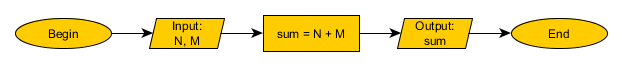 Begin
Input:
N, M
sum = N + M
Output:
sum
End